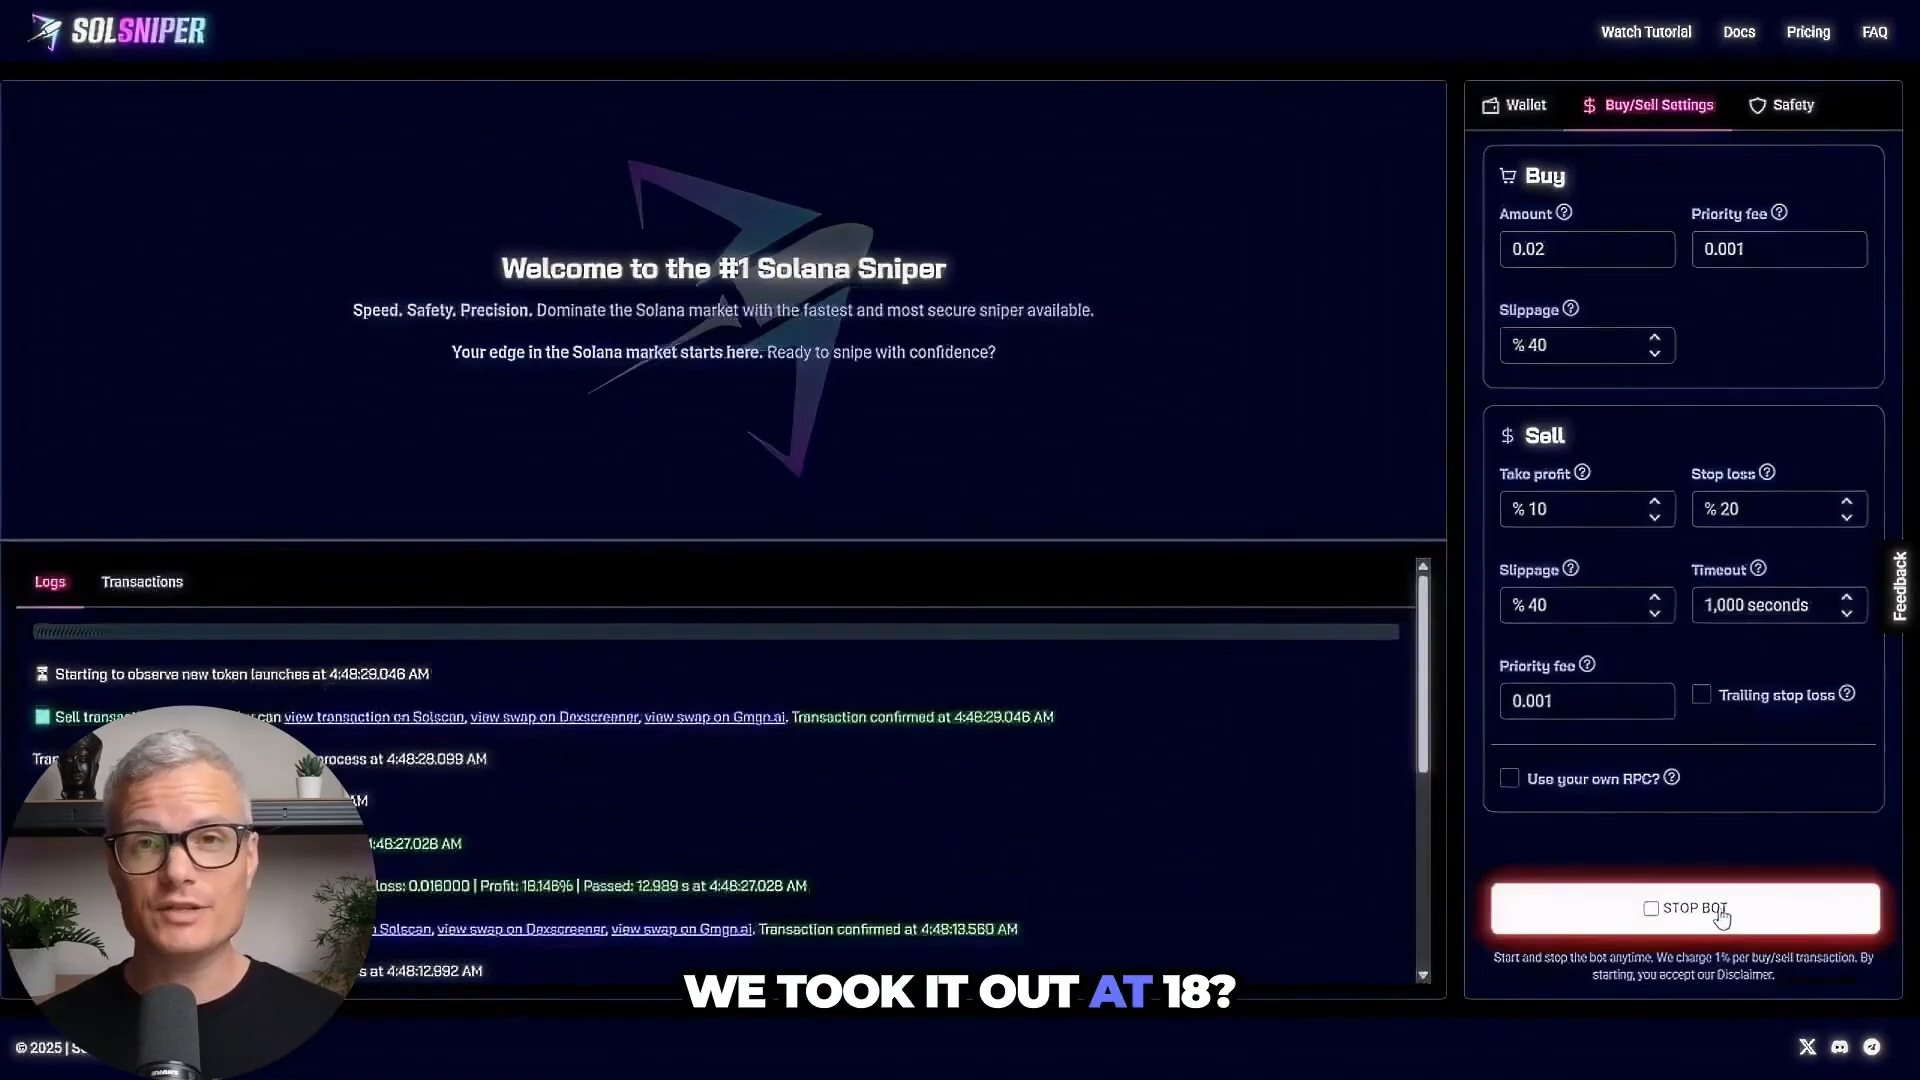 SOLSNIPER
Watch Tutorial Docs Pricing FAQ
Wallet Buy/Sell Settings Safety
Welcome to the #1 Solana Sniper
Speed. Safety. Precision. Dominate the Solana market with the fastest and most secure sniper available.
Your edge in the Solana market starts here. Ready to snipe with confidence?
Buy
Amount Priority fee
0.02 0.001
Slippage
% 40
Sell
Take profit Stop loss
% 10 % 20
Slippage Timeout
% 40 1,000 seconds
Priority fee
0.001 Trailing stop loss
Use your own RPC?
STOP BOT
Start and stop the bot anytime. We charge 1% per buy/sell transaction. By
starting, you accept our Disclaimer.
Feedback
Logs Transactions
Starting to observe new token launches at 4:48:29.046 AM
Sell can view transaction on Solscan, view swap on Dexscreener, view swap on Gmgn.ai. Transaction confirmed at 4:48:29.046 AM
at 4:48:28.099 AM
AM
4:48:27.028 AM
loss: 0.016000 | Profit: 18.146% | Passed: 12.989 s at 4:48:27.028 AM
Solscan, view swap on Dexscreener, view swap on Gmgn.ai. Transaction confirmed at 4:48:13.560 AM
at 4:48:12.992 AM
WE TOOK IT OUT AT 18?
© 2025 |